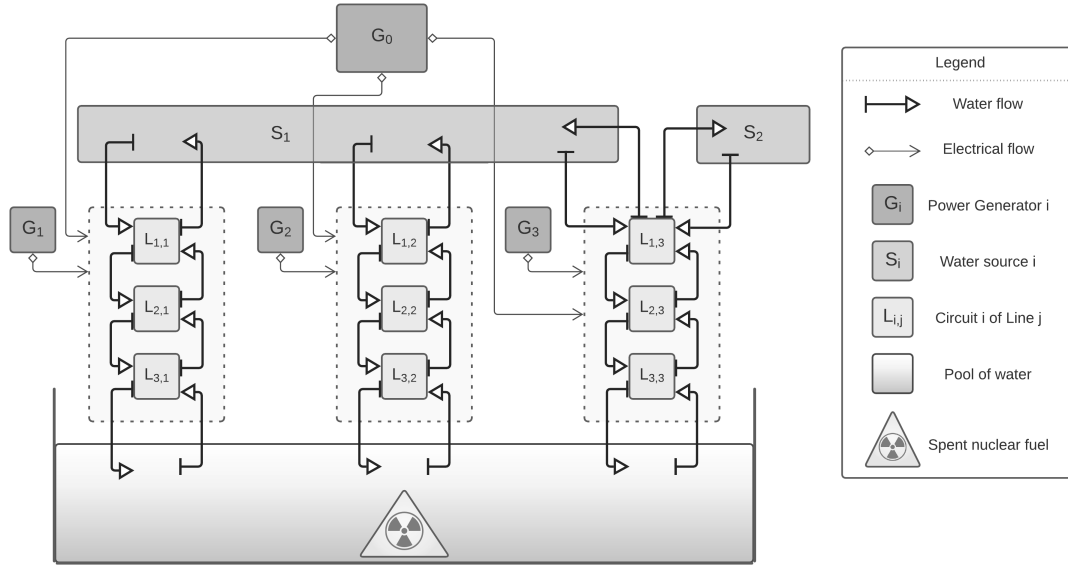 G0
S1
S2
G1
G2
G3
L1,1
L1,2
L1,3
L2,1
L2,2
L2,3
L3,1
L3,2
L3,3
Legend
Water flow
Electrical flow
Gi
Power Generator i
Si
Water source i
Li,j
Circuit i of Line j
Pool of water
Spent nuclear fuel